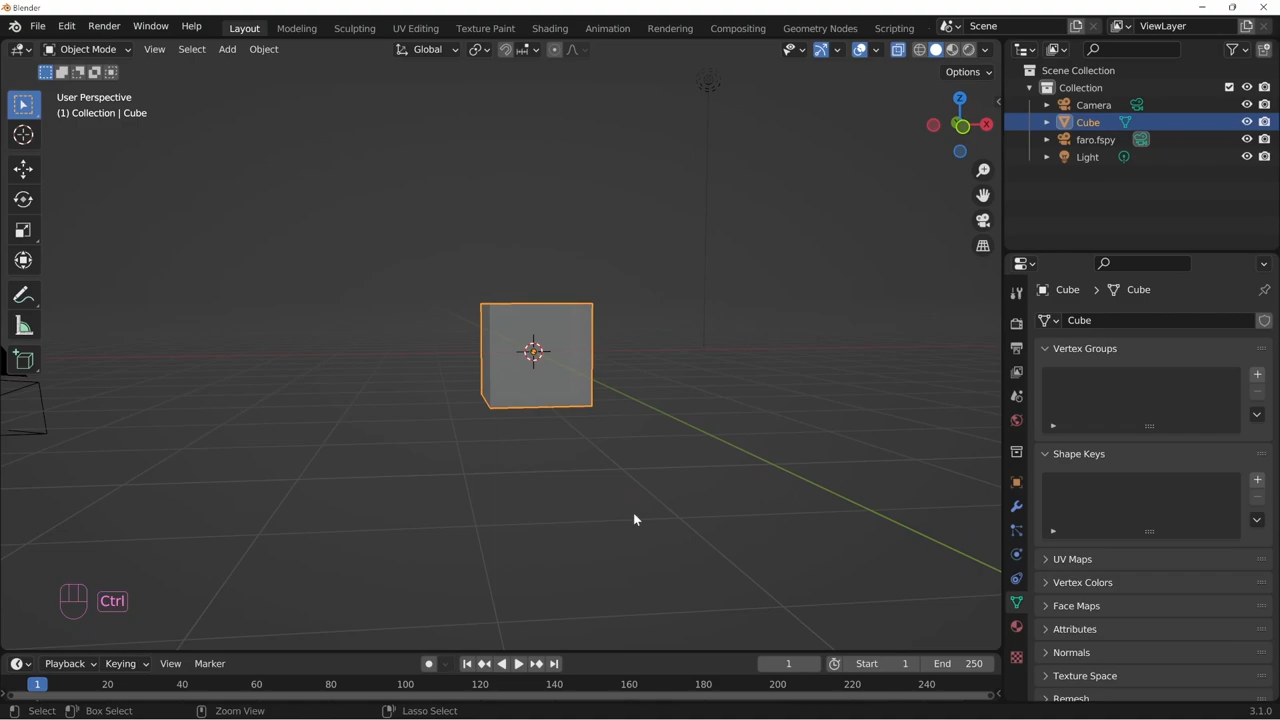 Blender
File Edit Render Window Help
Layout Modeling Sculpting UV Editing Texture Paint Shading Animation Rendering Compositing Geometry Nodes Scripting
Scene
ViewLayer
Object Mode View Select Add Object
Global
Options
User Perspective
(1) Collection | Cube
Z
X
Scene Collection
Collection
Camera
Cube
faro.fspy
Light
Cube > Cube
Cube
Vertex Groups
Shape Keys
UV Maps
Vertex Colors
Face Maps
Attributes
Normals
Texture Space
Remesh
Ctrl
Playback Keying View Marker
1 Start 1 End 250
1 20 40 60 80 100 120 140 160 180 200 220 240
Select Box Select Zoom View Lasso Select
3.1.0